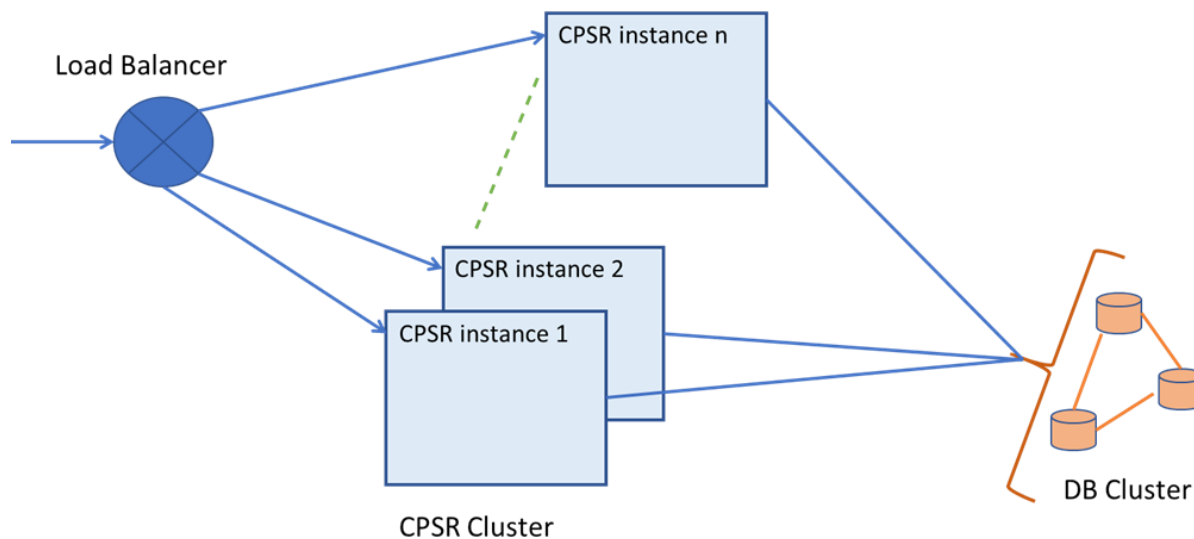 CPSR instance n
Load Balancer
CPSR instance 2
CPSR instance 1
DB Cluster
CPSR Cluster